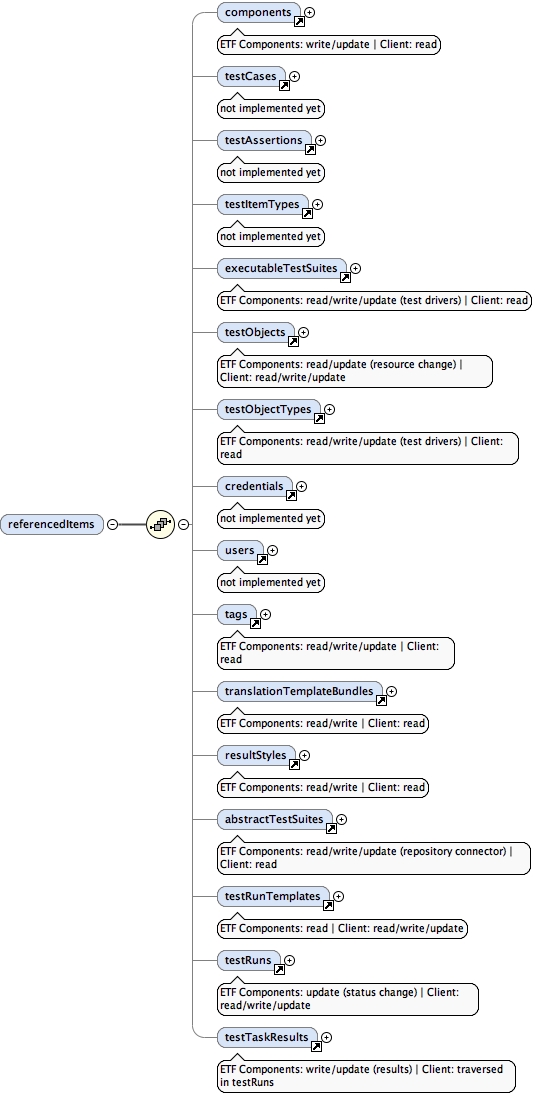 components
ETF Components: write/update | Client: read
testCases
not implemented yet
testAssertions
not implemented yet
testItemTypes
not implemented yet
executableTestSuites
ETF Components: read/write/update (test drivers) | Client: read
testObjects
ETF Components: read/update (resource change) |
Client: read/write/update
testObjectTypes
ETF Components: read/write/update (test drivers) | Client:
read
credentials
not implemented yet
referencedItems
users
not implemented yet
tags
ETF Components: read/write/update | Client:
read
translationTemplateBundles
ETF Components: read/write | Client: read
resultStyles
ETF Components: read/write | Client: read
abstractTestSuites
ETF Components: read/write/update (repository connector) |
Client: read
testRunTemplates
ETF Components: read | Client: read/write/update
testRuns
ETF Components: update (status change) | Client:
read/write/update
testTaskResults
ETF Components: write/update (results) | Client: traversed
in testRuns